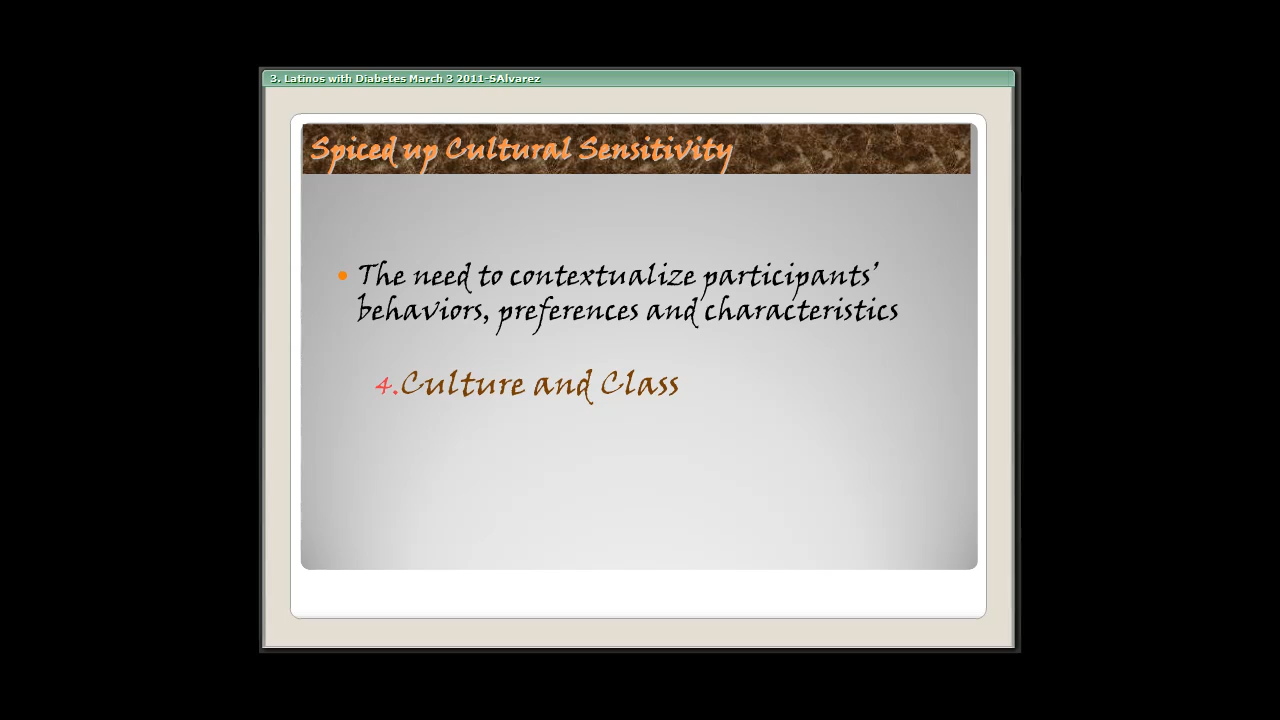 3. Latinos with Diabetes March 3 2011-SAlvarez
Spiced up Cultural Sensitivity
• The need to contextualize participants’
behaviors, preferences and characteristics
4.Culture and Class